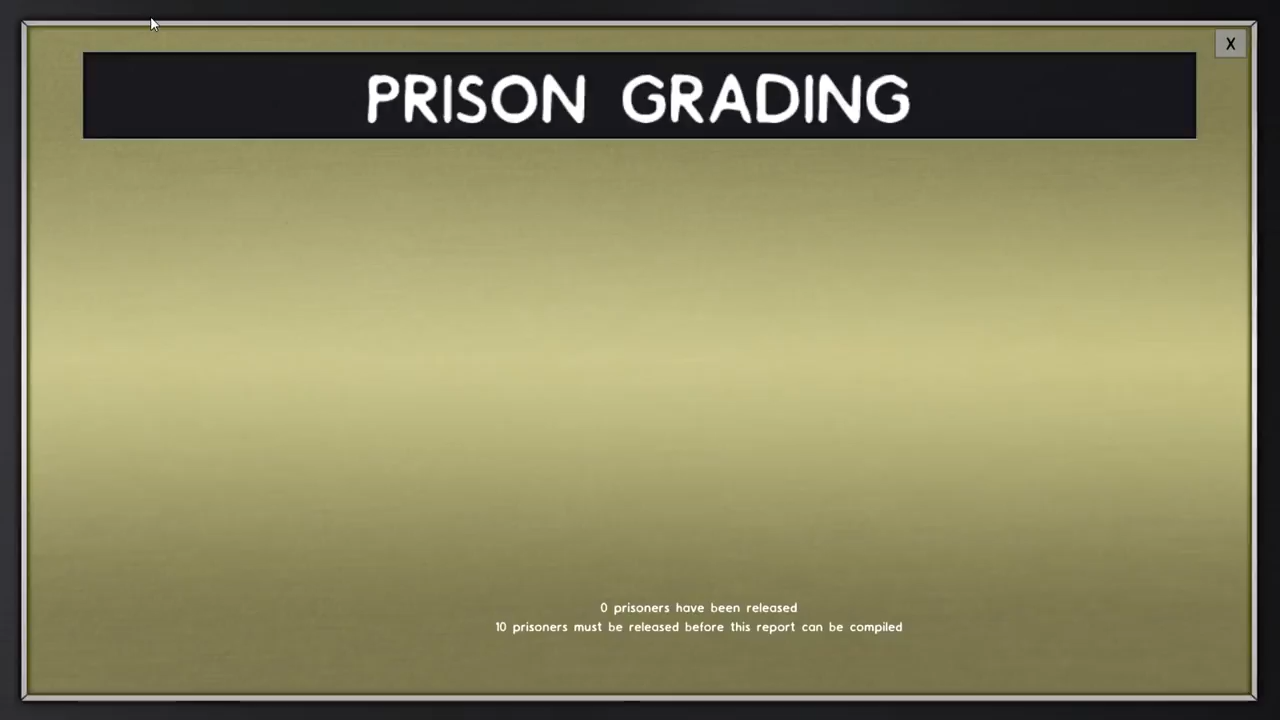 X
PRISON GRADING
0 prisoners have been released
10 prisoners must be released before this report can be compiled